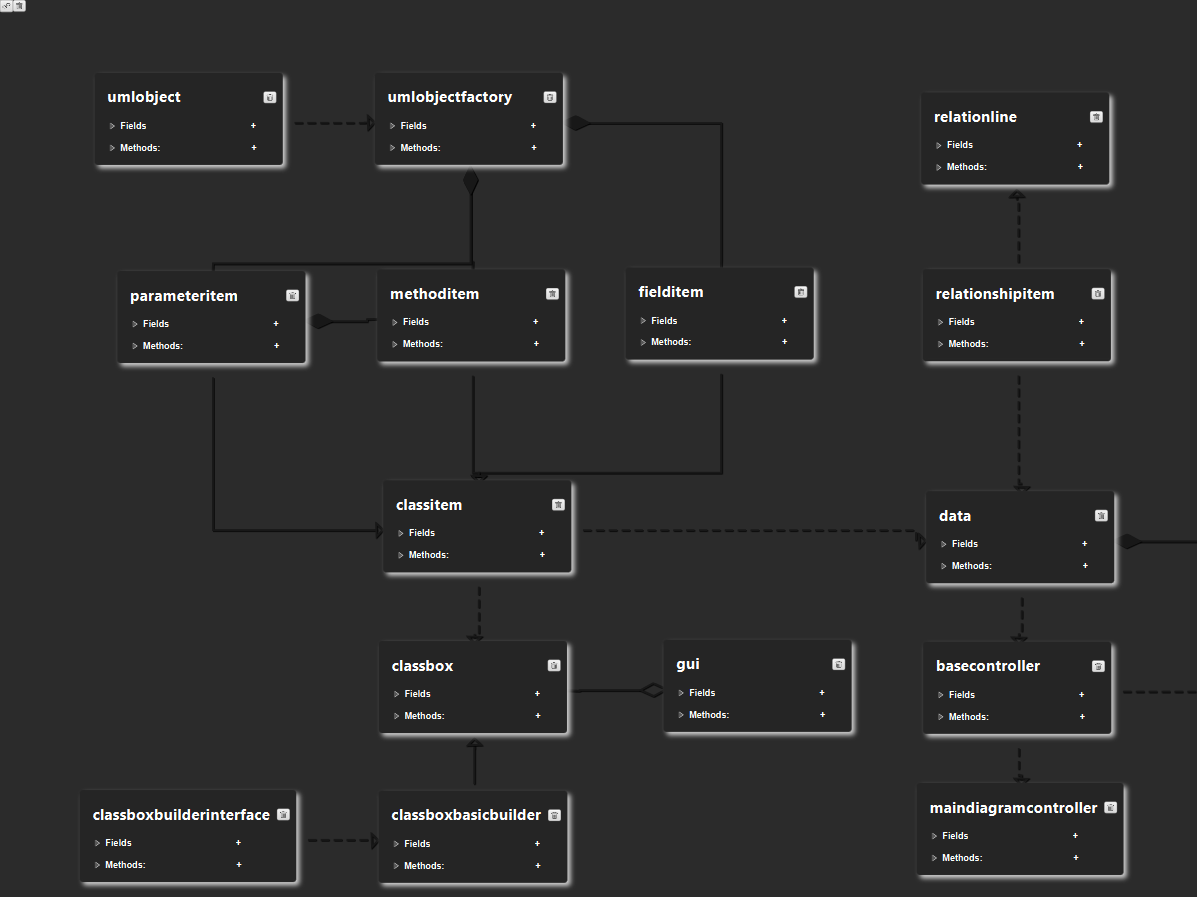 umlobject
Fields +
Methods: +
umlobjectfactory
Fields +
Methods: +
relationline
Fields +
Methods: +
parameteritem
Fields +
Methods: +
methoditem
Fields +
Methods: +
fielditem
Fields +
Methods: +
relationshipitem
Fields +
Methods: +
classitem
Fields +
Methods: +
data
Fields +
Methods: +
classbox
Fields +
Methods: +
gui
Fields +
Methods: +
basecontroller
Fields +
Methods: +
classboxbuilderinterface
Fields +
Methods: +
classboxbasicbuilder
Fields +
Methods: +
maindiagramcontroller
Fields +
Methods: +